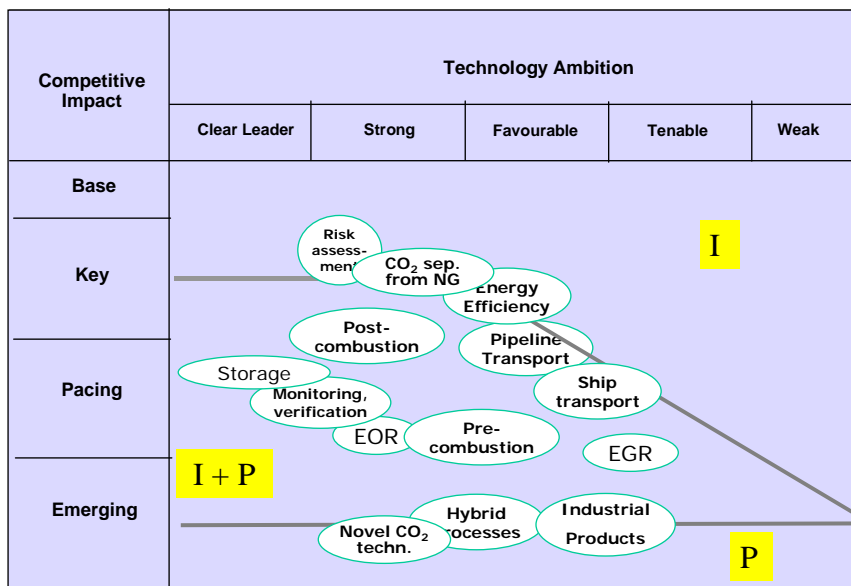 Competitive
Impact
Technology Ambition
Clear Leader
Strong
Favourable
Tenable
Weak
Base
Key
Pacing
Emerging
Risk
assess-
ment
CO₂ sep.
from NG
Energy
Efficiency
I
Post-
combustion
Pipeline
Transport
Storage
Monitoring,
verification
Ship
transport
EOR
Pre-
combustion
EGR
I + P
Novel CO₂
techn.
Hybrid
processes
Industrial
Products
P